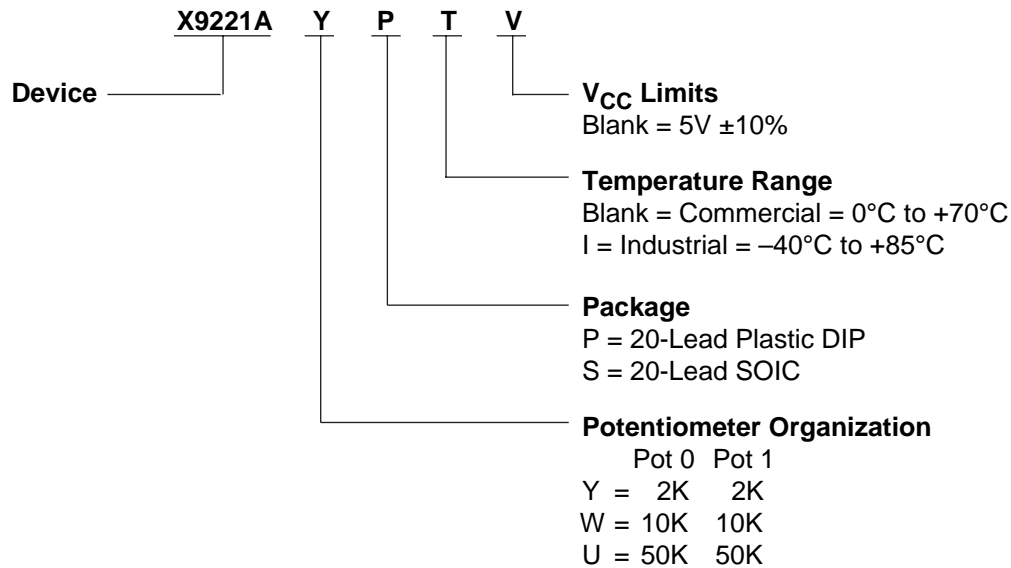 X9221A Y P T V
Device
V_CC Limits
Blank = 5V ±10%
Temperature Range
Blank = Commercial = 0°C to +70°C
I = Industrial = –40°C to +85°C
Package
P = 20-Lead Plastic DIP
S = 20-Lead SOIC
Potentiometer Organization
Pot 0 Pot 1
Y = 2K 2K
W = 10K 10K
U = 50K 50K